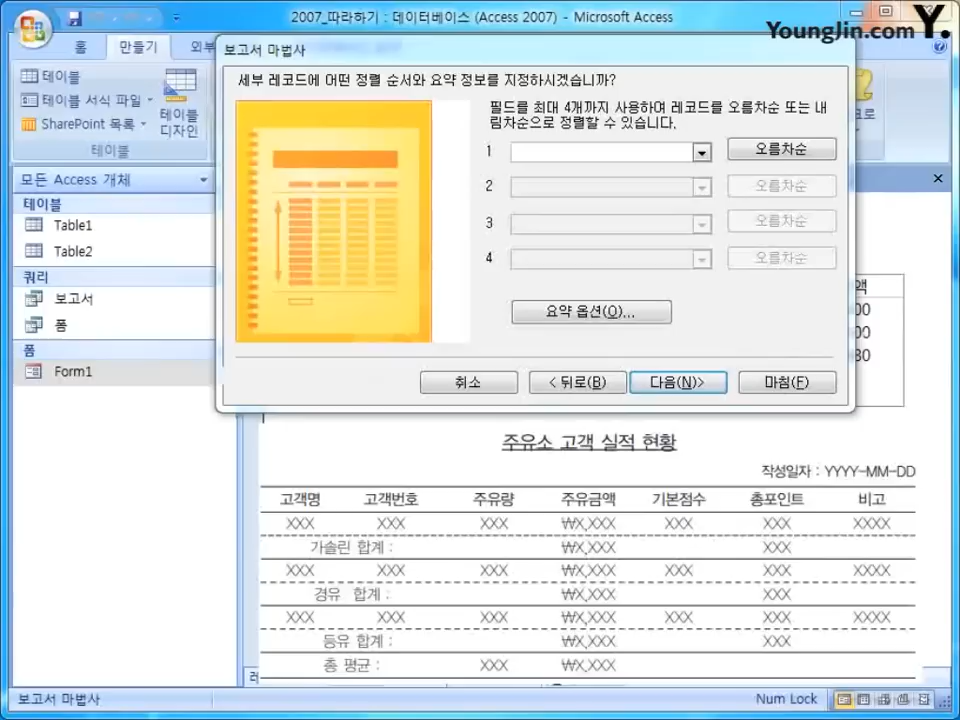 2007_따라하기 : 데이터베이스 (Access 2007) - Microsoft Access
YoungJin.com Y.
홈 만들기 외부
테이블
테이블 서식 파일
SharePoint 목록
테이블
디자인
테이블
모든 Access 개체
테이블
Table1
Table2
쿼리
보고서
폼
폼
Form1
보고서 마법사
세부 레코드에 어떤 정렬 순서와 요약 정보를 지정하시겠습니까?
필드를 최대 4개까지 사용하여 레코드를 오름차순 또는 내
림차순으로 정렬할 수 있습니다.
1 오름차순
2 오름차순
3 오름차순
4 오름차순
요약 옵션(O)...
취소 < 뒤로(B) 다음(N)> 마침(F)
주유소 고객 실적 현황
작성일자 : YYYY-MM-DD
고객명 고객번호 주유량 주유금액 기본점수 총포인트 비고
XXX XXX XXX ₩X,XXX XXX XXX XXXX
가솔린 합계 : ₩X,XXX XXX
XXX XXX XXX ₩X,XXX XXX XXX XXXX
경유 합계 : ₩X,XXX XXX
XXX XXX XXX ₩X,XXX XXX XXX XXXX
등유 합계 : ₩X,XXX XXX
총 평균 : XXX ₩X,XXX
보고서 마법사
Num Lock